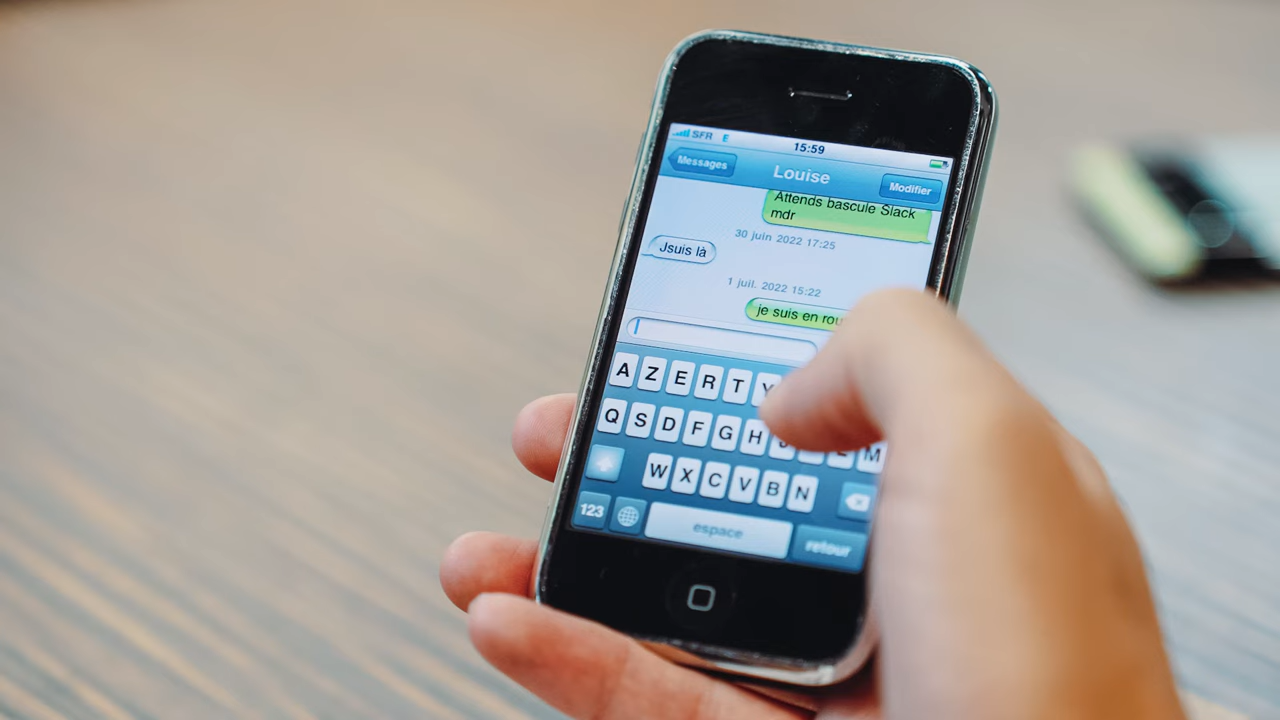 SFR E
15:59
Messages
Louise
Modifier
Attends bascule Slack
mdr
30 juin 2022 17:25
Jsuis là
1 juil. 2022 15:22
je suis en rou
A Z E R T Y
Q S D F G H J L M
W X C V B N
123
espace
retour